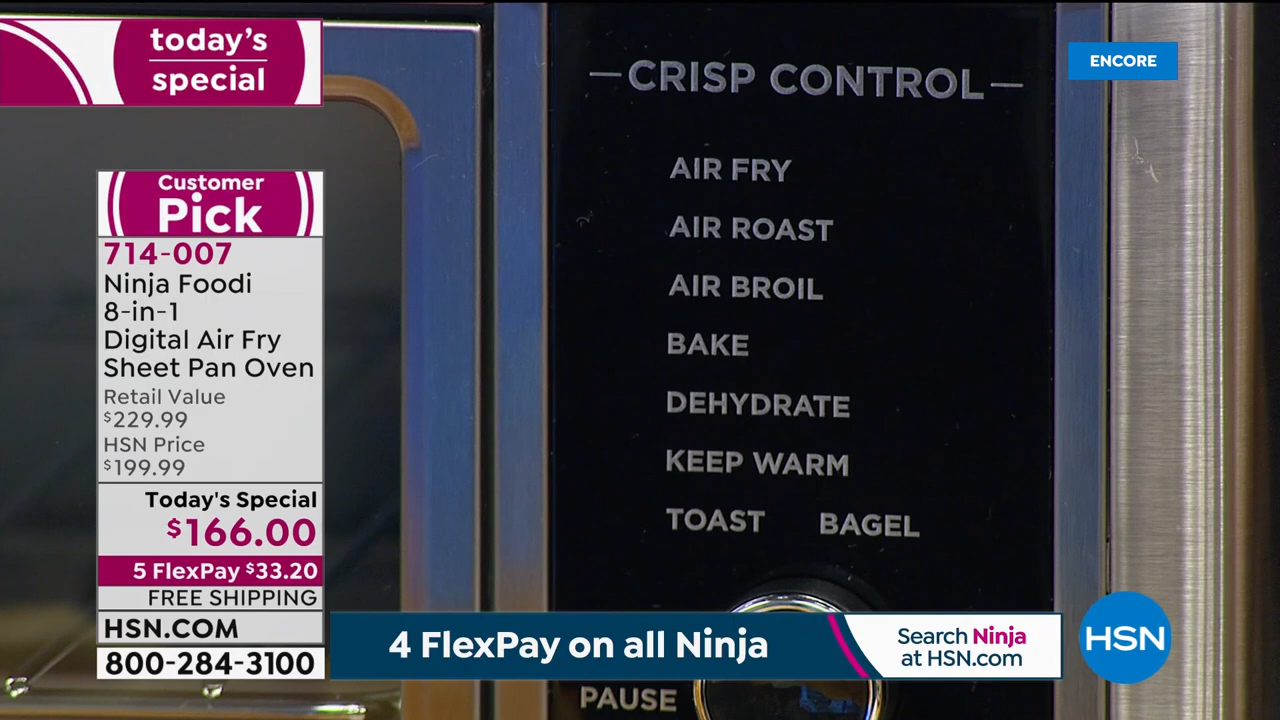 today's
special
ENCORE
Customer
Pick
714-007
Ninja Foodi
8-in-1
Digital Air Fry
Sheet Pan Oven
Retail Value
$229.99
HSN Price
$199.99
Today's Special
$166.00
5 FlexPay $33.20
FREE SHIPPING
HSN.COM
800-284-3100
—CRISP CONTROL—
AIR FRY
AIR ROAST
AIR BROIL
BAKE
DEHYDRATE
KEEP WARM
TOAST BAGEL
PAUSE
4 FlexPay on all Ninja
Search Ninja
at HSN.com
HSN